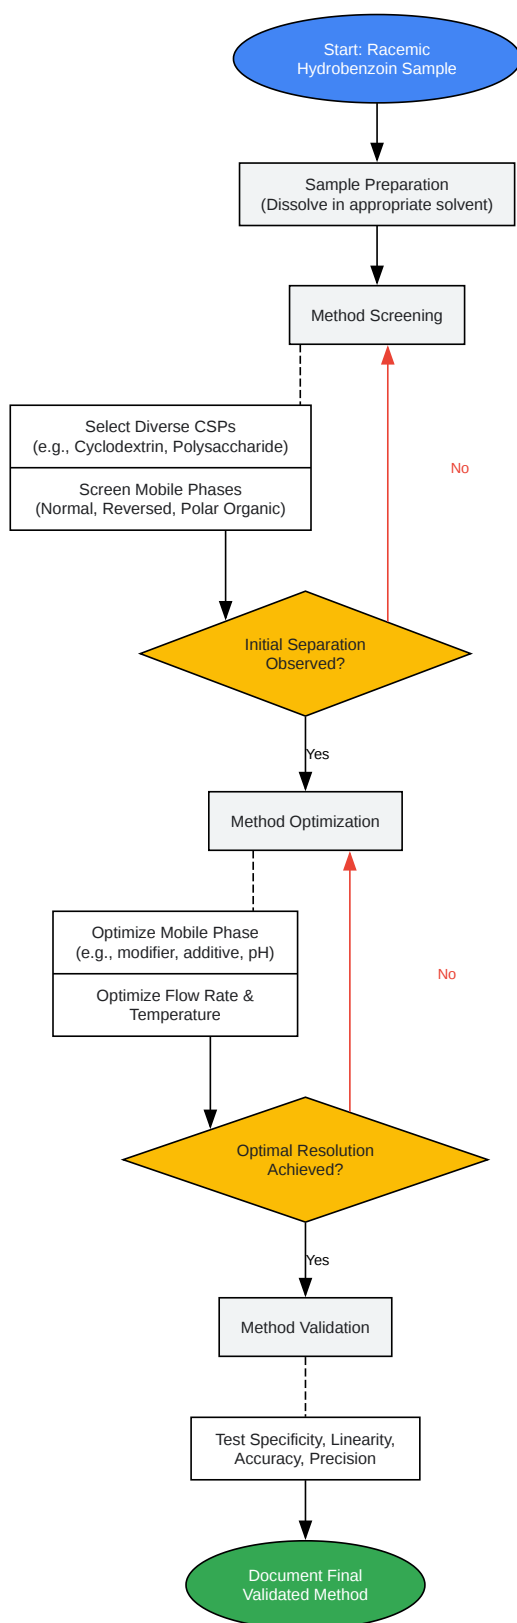 Start: Racemic
Hydrobenzoin Sample
Sample Preparation
(Dissolve in appropriate solvent)
Method Screening
Select Diverse CSPs
(e.g., Cyclodextrin, Polysaccharide)
No
Screen Mobile Phases
(Normal, Reversed, Polar Organic)
Initial Separation
Observed?
Yes
Method Optimization
Optimize Mobile Phase
(e.g., modifier, additive, pH)
No
Optimize Flow Rate &
Temperature
Optimal Resolution
Achieved?
Yes
Method Validation
Test Specificity, Linearity,
Accuracy, Precision
Document Final
Validated Method